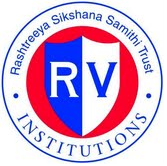 Rashtreeya Sikshana Samithi Trust
RV
• INSTITUTIONS •